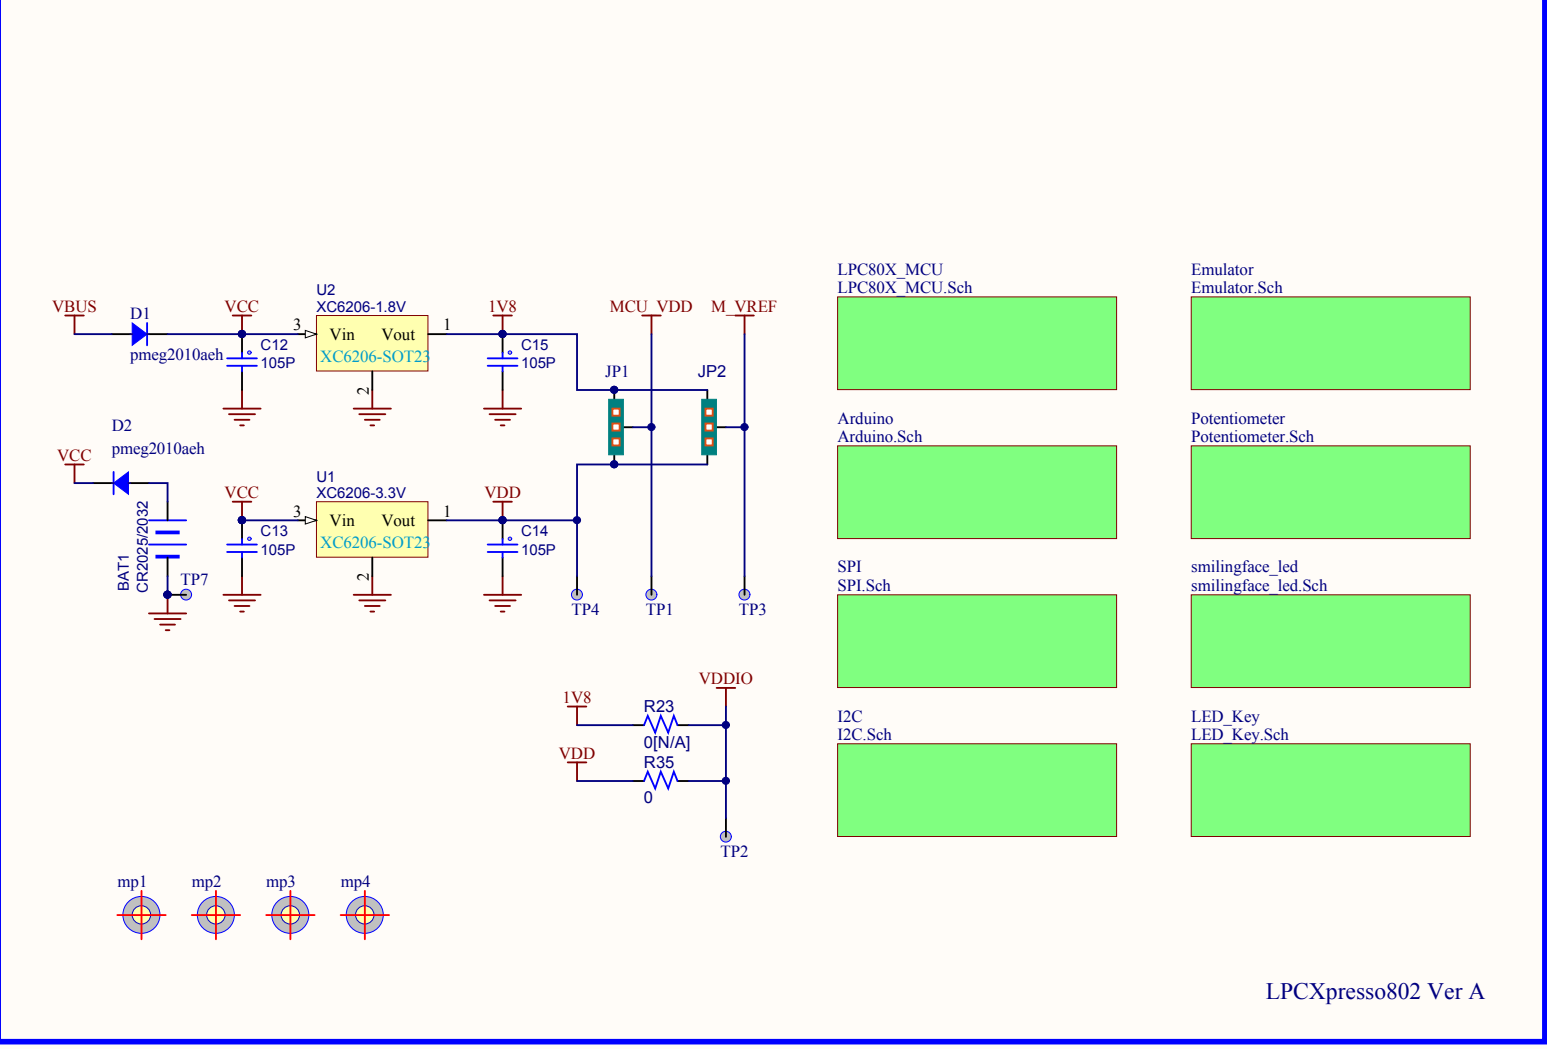 VBUS
D1
pmeg2010aeh
VCC
C12
105P
U2
XC6206-1.8V
3
Vin
Vout
1
XC6206-SOT23
2
1V8
C15
105P
MCU_VDD
M_VREF
JP1
JP2
D2
pmeg2010aeh
VCC
BAT1
CR2025/2032
TP7
VCC
C13
105P
U1
XC6206-3.3V
3
Vin
Vout
1
XC6206-SOT23
2
VDD
C14
105P
TP4
TP1
TP3
VDDIO
1V8
R23
0[N/A]
VDD
R35
0
TP2
mp1
mp2
mp3
mp4
LPC80X_MCU
LPC80X_MCU.Sch
Emulator
Emulator.Sch
Arduino
Arduino.Sch
Potentiometer
Potentiometer.Sch
SPI
SPI.Sch
smilingface_led
smilingface_led.Sch
I2C
I2C.Sch
LED_Key
LED_Key.Sch
LPCXpresso802 Ver A